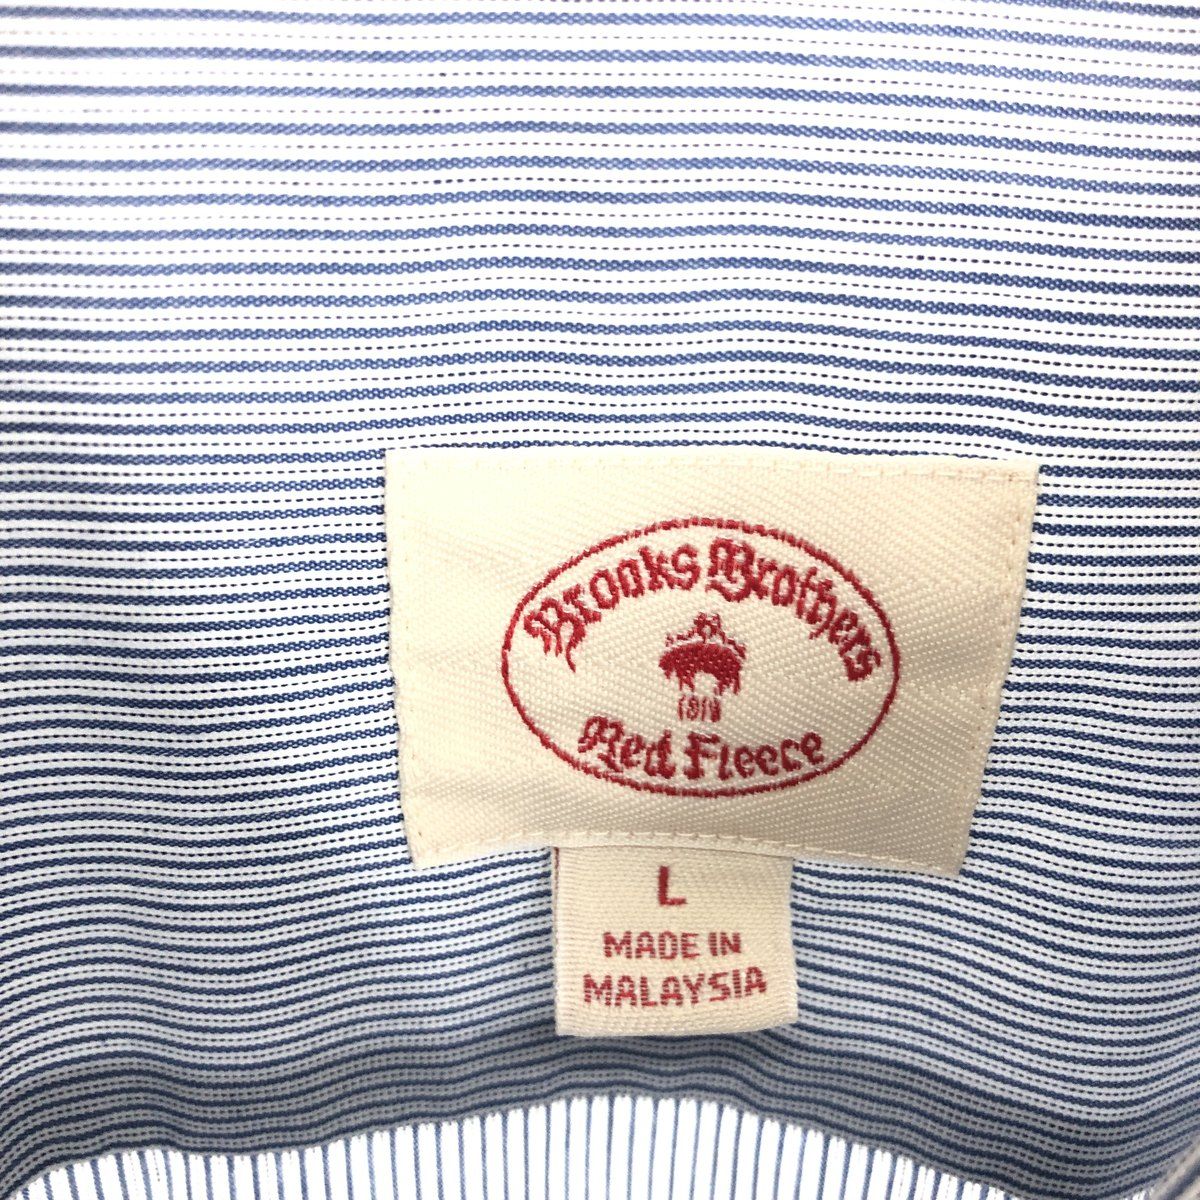 Brooks Brothers
1818
Red Fleece
L
MADE IN
MALAYSIA